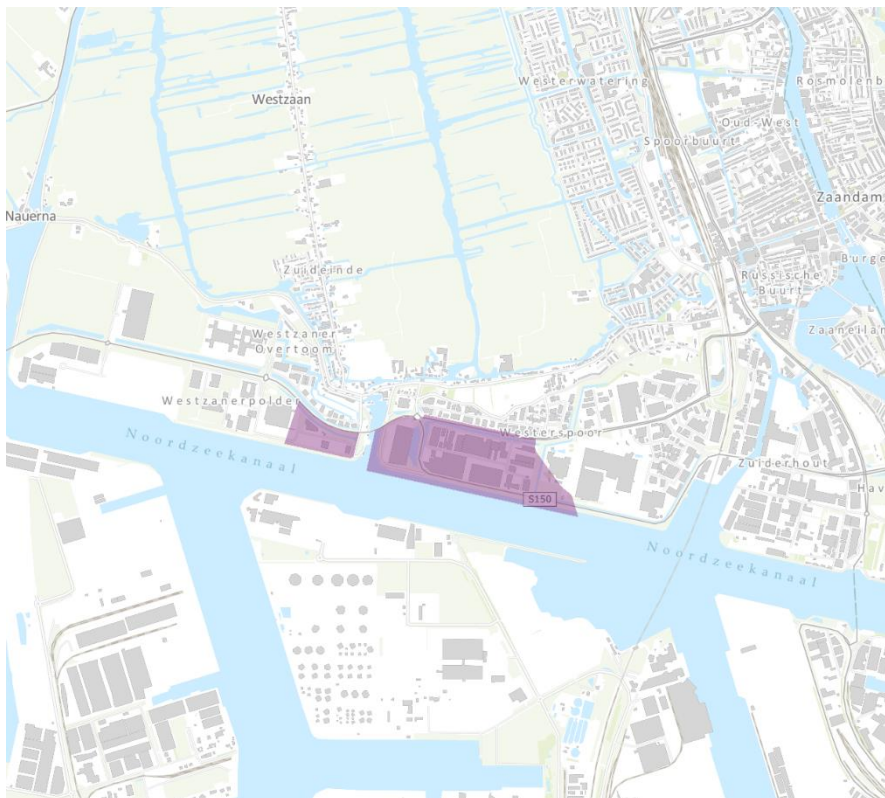 Westerwatering
Rosmolenb
Westzaan
Oud-West
Spoorbuurt
Zaandam
Nauerna
Burge
Zuideinde
Russische
Buurt
Westzaner
Overtoom
Zaaneilan
Westzanerpolder
Noordzeekanaal
Westerspoor
Zuiderhout
Hav
S150
Noordzeekanaal